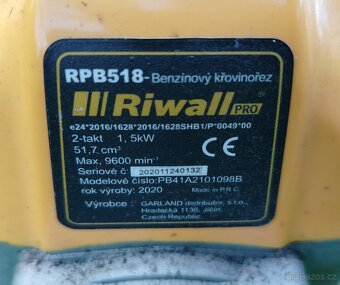 RPB518-Benzínový křovinořez
Riwall PRO
e24*2016/1628*2016/1628SHB1/P*0049*00
2-takt 1,5kW
51,7 cm³
Max, 9600 min⁻¹
CE
Seriové č: 202011240132
Modelové číslo:PB41A2101098B
rok výroby: 2020 Made in P.R.C
Výrobce : GARLAND distributor, s.r.o.,
Hradecká 1136, Jičín,
Czech Republic